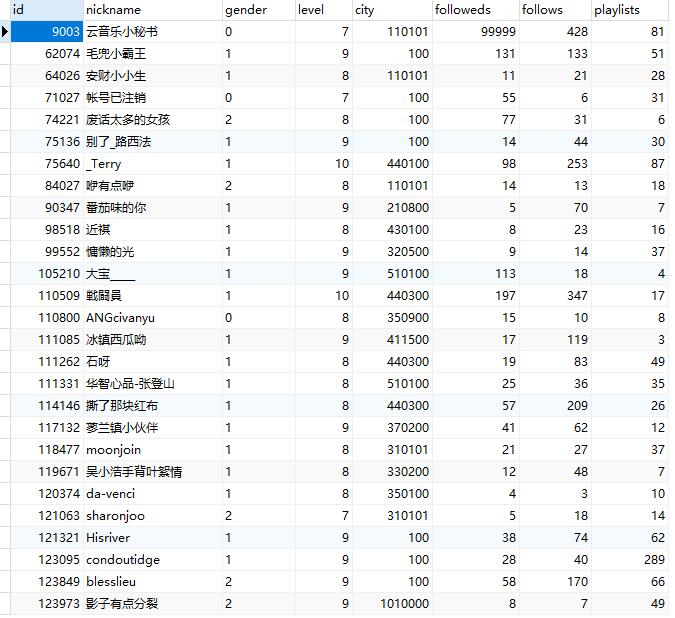 id nickname gender level city followeds follows playlists
9003 云音乐小秘书 0 7 110101 99999 428 81
62074 毛兜小霸王 1 9 100 131 133 51
64026 安财小小生 1 8 110101 11 21 28
71027 帐号已注销 0 7 100 55 6 31
74221 废话太多的女孩 2 8 100 77 31 6
75136 别了_路西法 1 9 100 14 44 30
75640 _Terry 1 10 440100 98 253 87
84027 咿有点咿 2 8 110101 14 13 18
90347 番茄味的你 1 9 210800 5 70 7
98518 近祺 1 8 430100 8 23 16
99552 慵懒的光 1 9 320500 9 14 37
105210 大宝____ 1 9 510100 113 18 4
110509 戦闘員 1 10 440300 197 347 17
110800 ANGcivanyu 0 8 350900 15 10 8
111085 冰镇西瓜呦 1 9 411500 17 119 3
111262 石呀 1 8 440300 19 83 49
111331 华智心品-张登山 1 8 510100 25 36 35
114146 撕了那块红布 1 8 440300 57 209 26
117132 蓼兰镇小伙伴 1 9 370200 41 62 12
118477 moonjoin 1 8 310101 21 27 37
119671 吴小浩手背叶絮情 1 8 330200 12 48 7
120374 da-venci 1 8 350100 4 3 10
121063 sharonjoo 2 7 310101 5 18 14
121321 Hisriver 1 9 100 38 74 62
123095 condoutidge 1 9 100 28 40 289
123849 blesslieu 2 9 100 58 170 66
123973 影子有点分裂 2 9 1010000 8 7 49